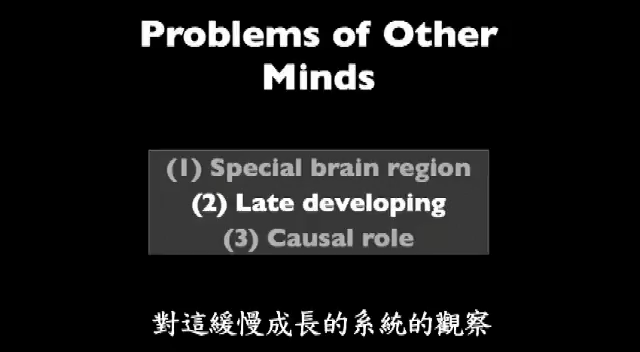 Problems of Other
Minds
(1) Special brain region
(2) Late developing
(3) Causal role
對這緩慢成長的系統的觀察